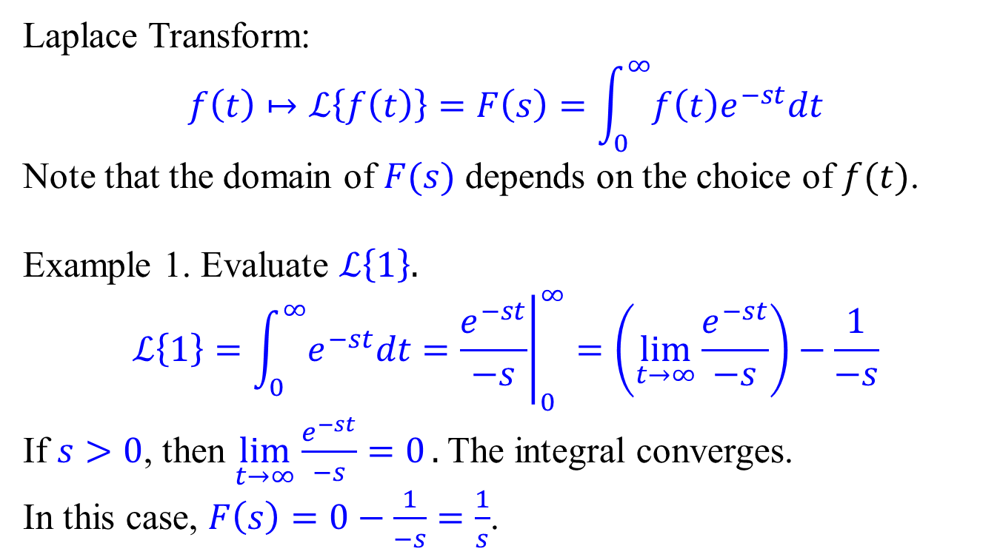 Laplace Transform:
$f(t) \mapsto \mathcal{L}\{f(t)\} = F(s) = \int_0^\infty f(t)e^{-st}dt$
Note that the domain of $F(s)$ depends on the choice of $f(t)$.
Example 1. Evaluate $\mathcal{L}\{1\}$.
$\mathcal{L}\{1\} = \int_0^\infty e^{-st}dt = \left.\frac{e^{-st}}{-s}\right|_0^\infty = \left(\lim_{t\to\infty} \frac{e^{-st}}{-s}\right) - \frac{1}{-s}$
If $s > 0$, then $\lim_{t\to\infty} \frac{e^{-st}}{-s} = 0$. The integral converges.
In this case, $F(s) = 0 - \frac{1}{-s} = \frac{1}{s}$.